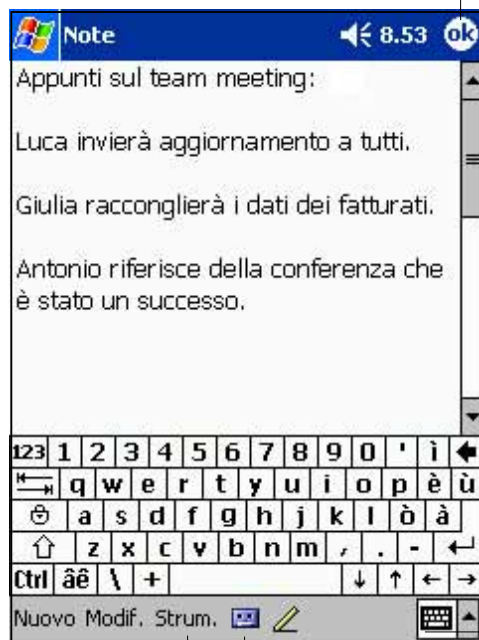 Note 8.53 ok
Appunti sul team meeting:
Luca invierà aggiornamento a tutti.
Giulia racconglierà i dati dei fatturati.
Antonio riferisce della conferenza che
è stato un successo.
123 1 2 3 4 5 6 7 8 9 0 ' ì
q w e r t y u i o p è ù
a s d f g h j k l ò à
z x c v b n m , . -
Ctrl âê \ + ↓ ↑ ← →
Nuovo Modif. Strum.